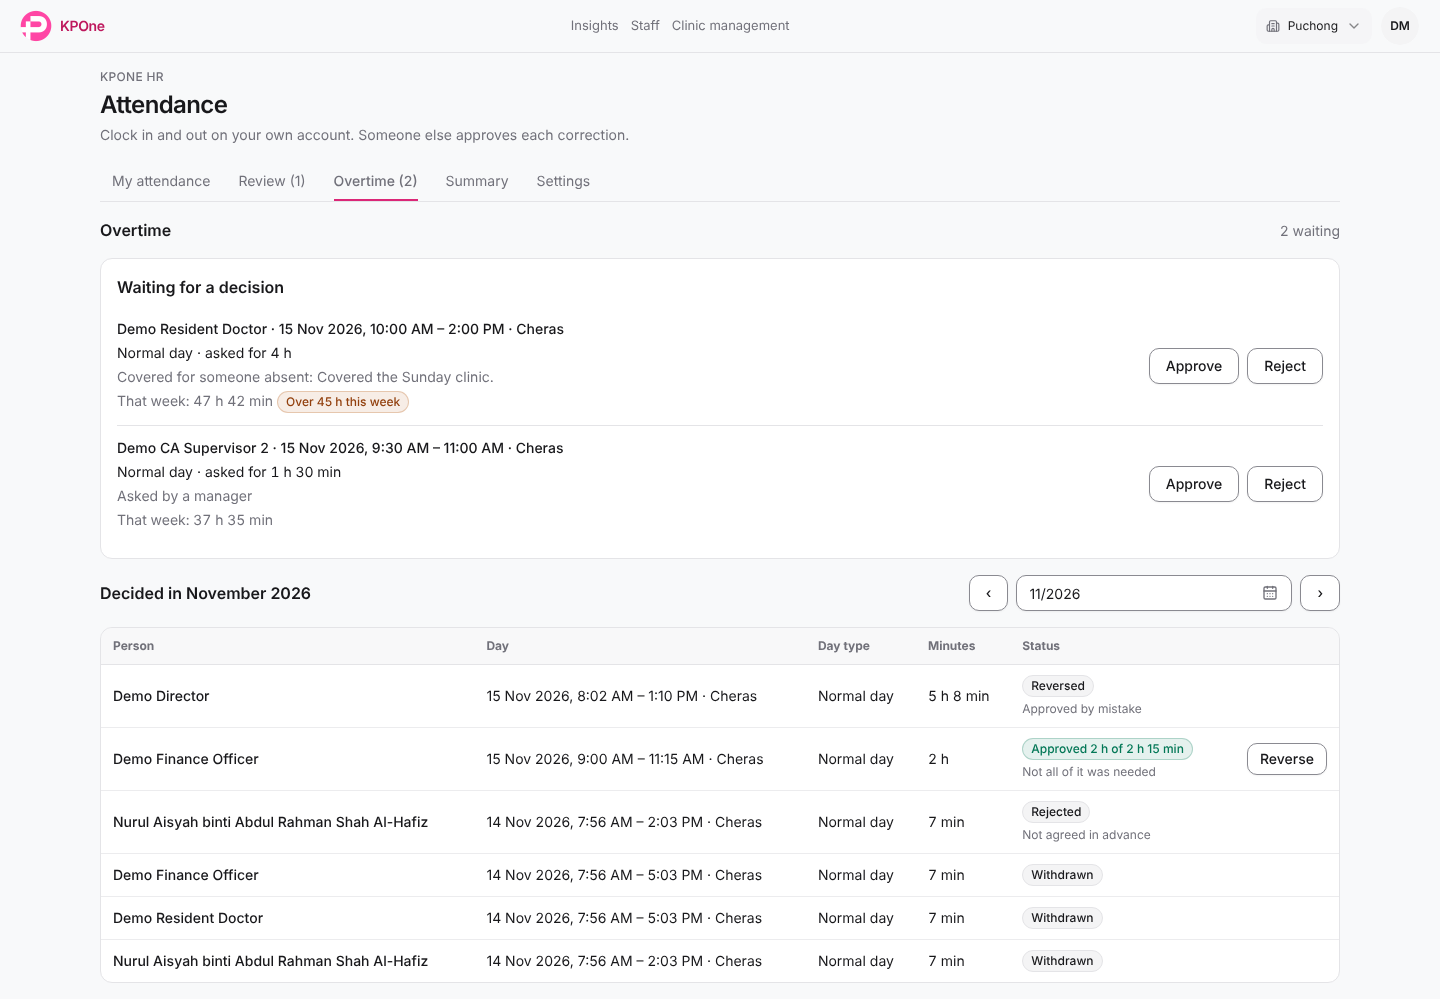 KPOne
Insights Staff Clinic management
Puchong
DM
KPONE HR
Attendance
Clock in and out on your own account. Someone else approves each correction.
My attendance Review (1) Overtime (2) Summary Settings
Overtime
2 waiting
Waiting for a decision
Demo Resident Doctor · 15 Nov 2026, 10:00 AM – 2:00 PM · Cheras
Normal day · asked for 4 h
Covered for someone absent: Covered the Sunday clinic.
That week: 47 h 42 min Over 45 h this week
Approve Reject
Demo CA Supervisor 2 · 15 Nov 2026, 9:30 AM – 11:00 AM · Cheras
Normal day · asked for 1 h 30 min
Asked by a manager
That week: 37 h 35 min
Approve Reject
Decided in November 2026
‹ 11/2026 ›
Person Day Day type Minutes Status
Demo Director 15 Nov 2026, 8:02 AM – 1:10 PM · Cheras Normal day 5 h 8 min Reversed
Approved by mistake
Demo Finance Officer 15 Nov 2026, 9:00 AM – 11:15 AM · Cheras Normal day 2 h Approved 2 h of 2 h 15 min
Not all of it was needed
Reverse
Nurul Aisyah binti Abdul Rahman Shah Al-Hafiz 14 Nov 2026, 7:56 AM – 2:03 PM · Cheras Normal day 7 min Rejected
Not agreed in advance
Demo Finance Officer 14 Nov 2026, 7:56 AM – 5:03 PM · Cheras Normal day 7 min Withdrawn
Demo Resident Doctor 14 Nov 2026, 7:56 AM – 5:03 PM · Cheras Normal day 7 min Withdrawn
Nurul Aisyah binti Abdul Rahman Shah Al-Hafiz 14 Nov 2026, 7:56 AM – 2:03 PM · Cheras Normal day 7 min Withdrawn